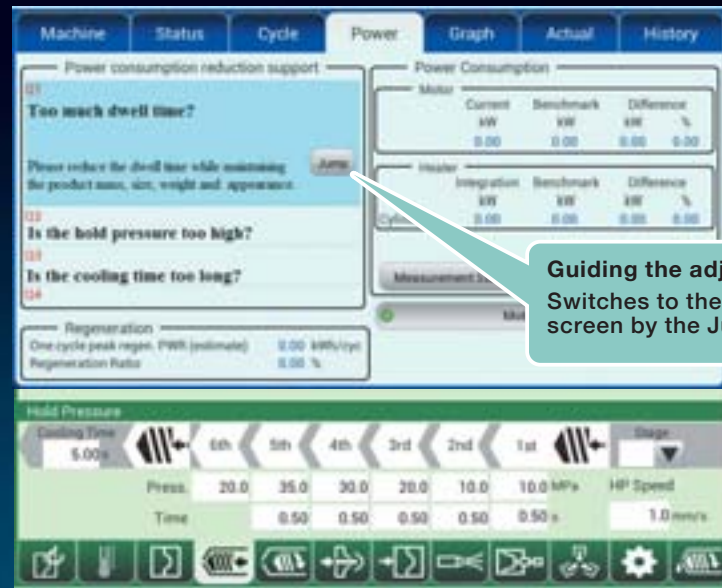 Machine Status Cycle Power Graph Actual History
Power consumption reduction support
Q1
Too much dwell time?
Please reduce the dwell time while maintaining
the product mass, size, weight and appearance
Jump
Q2
Is the hold pressure too high?
Q3
Is the cooling time too long?
Q4
Regeneration
One cycle peak regen. PWR (estimate) 0.00 kWh/cyc
Regeneration Ratio 0.00 %
Power Consumption
Motor
Current Benchmark Difference
kW kW kW %
0.00 0.00 0.00 0.00
Heater
Integration Benchmark Difference
kW kW kW %
0.00 0.00 0.00 0.00
Measurement
Guiding the adj
Switches to the
screen by the Ju
Hold Pressure
Cooling Time
5.00 s
6th 5th 4th 3rd 2nd 1st
Stage
Press. 20.0 35.0 30.0 20.0 10.0 10.0 MPa
HP Speed
Time 0.50 0.50 0.50 0.50 0.50 s
1.0 mm/s